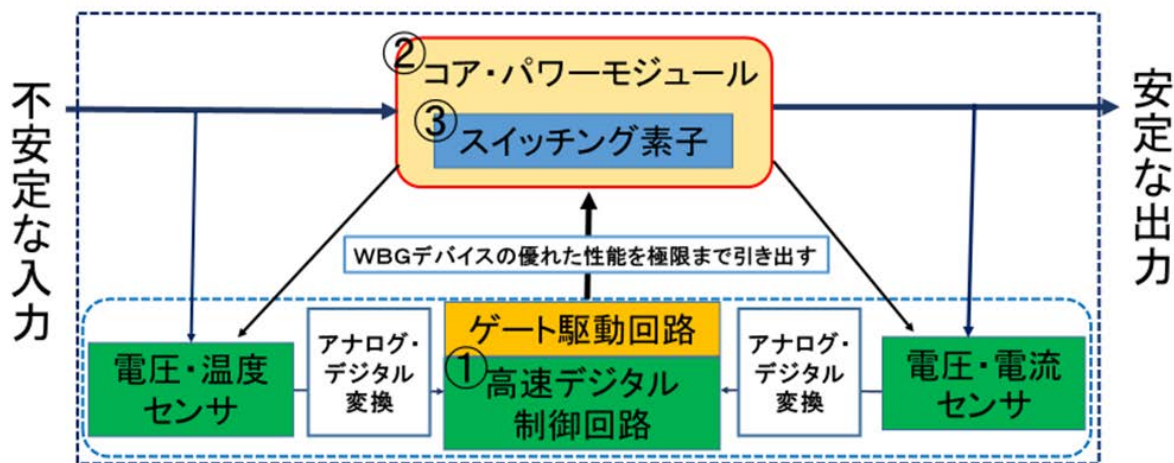 不安定な入力
②
コア・パワーモジュール
③
スイッチング素子
安定な出力
WBGデバイスの優れた性能を極限まで引き出す
電圧・温度
センサ
アナログ・
デジタル
変換
ゲート駆動回路
①
高速デジタル
制御回路
アナログ・
デジタル
変換
電圧・電流
センサ